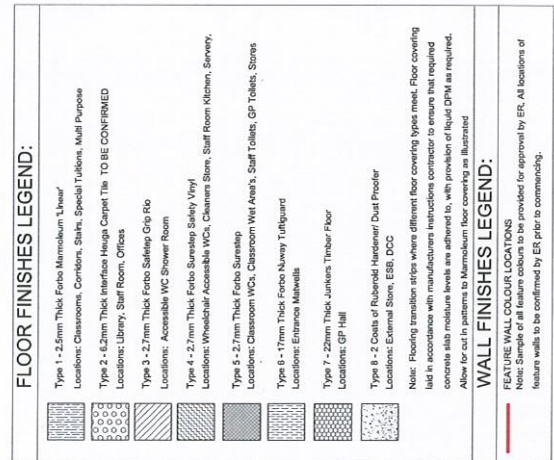 FLOOR FINISHES LEGEND:
Type 1 - 2.5mm Thick Forbo Marmoleum 'Linear'
Locations: Classrooms, Corridors, Stairs, Special Tuitions, Multi Purpose
Type 2 - 6.2mm Thick Interface Heuga Carpet Tile TO BE CONFIRMED
Locations: Library, Staff Room, Offices
Type 3 - 2.7mm Thick Forbo Safetep Grip Rio
Locations: Accessible WC Shower Room
Type 4 - 2.7mm Thick Forbo Surestep Safety Vinyl
Locations: Wheelchair Accessible WCs, Cleaners Store, Staff Room Kitchen, Servery,
Type 5 - 2.7mm Thick Forbo Surestep
Locations: Classroom WCs, Classroom Wet Area's, Staff Toilets, GP Toilets, Stores
Type 6 - 17mm Thick Forbo Nuway Tuftiguard
Locations: Entrance Matwells
Type 7 - 22mm Thick Junkers Timber Floor
Locations: GP Hall
Type 8 - 2 Coats of Ruberoid Hardener/ Dust Proofer
Locations: External Store, ESB, DCC
Note: Flooring transition strips where different floor covering types meet. Floor covering
laid in accordance with manufacturers instructions contractor to ensure that required
concrete slab moisture levels are adhered to, with provision of liquid DPM as required.
Allow for cut in patterns to Marmoleum floor covering as illustrated
WALL FINISHES LEGEND:
FEATURE WALL COLOUR LOCATIONS
Note: Sample of all feature colours to be provided for approval by ER. All locations of
feature walls to be confirmed by ER prior to commencing.